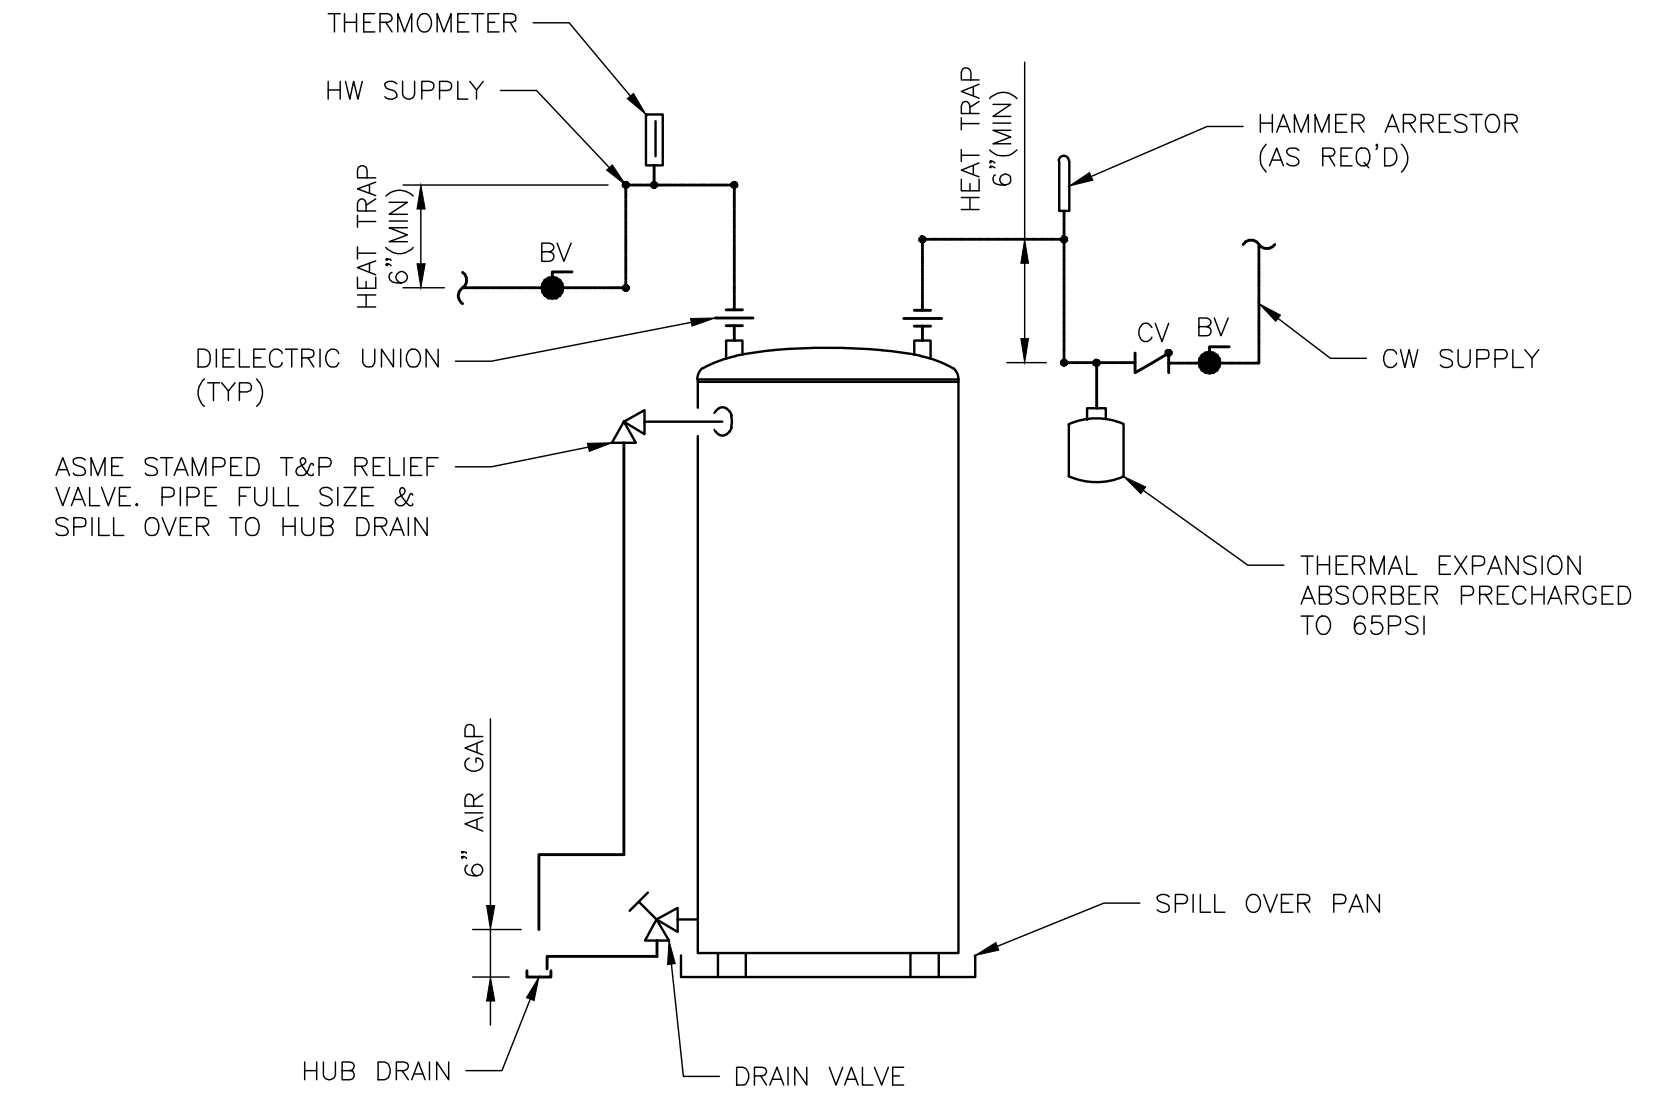 THERMOMETER
HW SUPPLY
HEAT TRAP
6"(MIN)
BV
HEAT TRAP
6"(MIN)
HAMMER ARRESTOR
(AS REQ'D)
CV
BV
CW SUPPLY
DIELECTRIC UNION
(TYP)
ASME STAMPED T&P RELIEF
VALVE. PIPE FULL SIZE &
SPILL OVER TO HUB DRAIN
THERMAL EXPANSION
ABSORBER PRECHARGED
TO 65PSI
6" AIR GAP
SPILL OVER PAN
HUB DRAIN
DRAIN VALVE